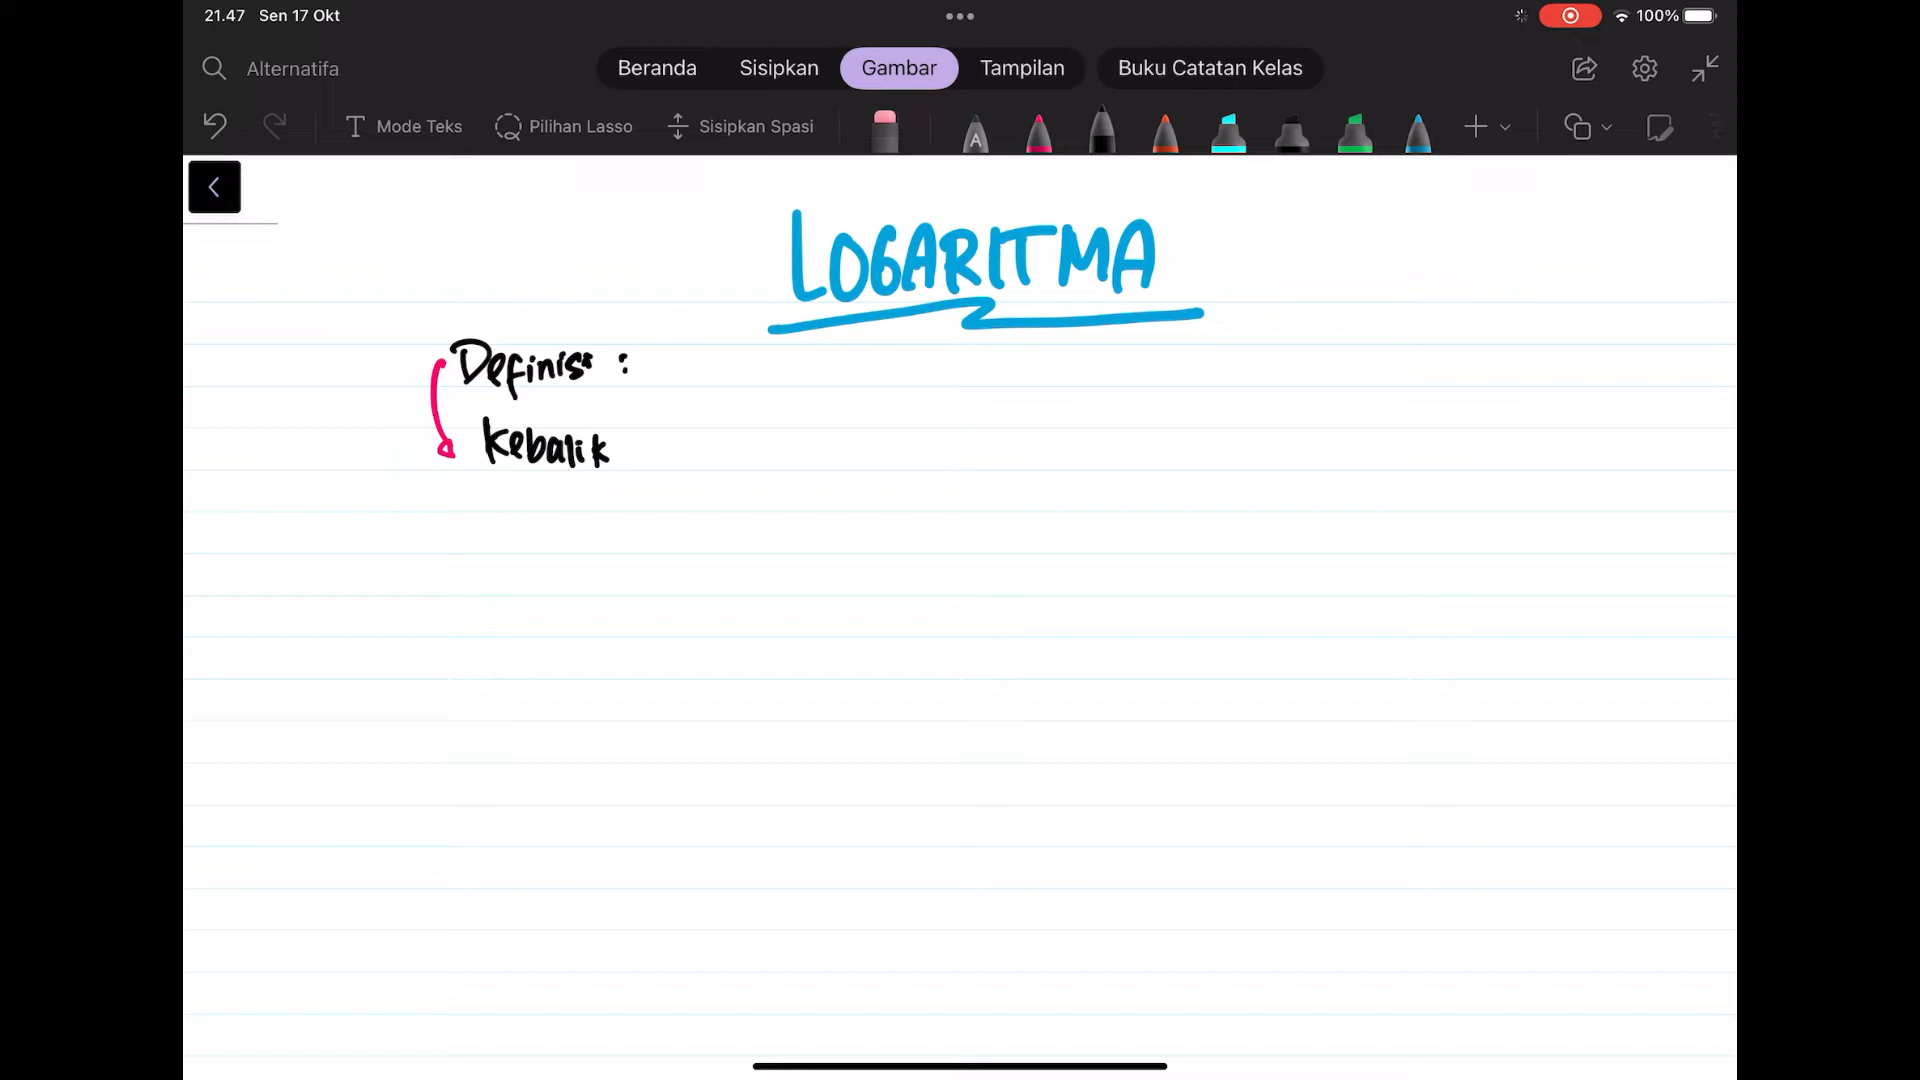 21.47 Sen 17 Okt
100%
Alternatifa
Beranda Sisipkan Gambar Tampilan Buku Catatan Kelas
Mode Teks Pilihan Lasso Sisipkan Spasi
A
LOGARITMA
Definisi :
Kebalik